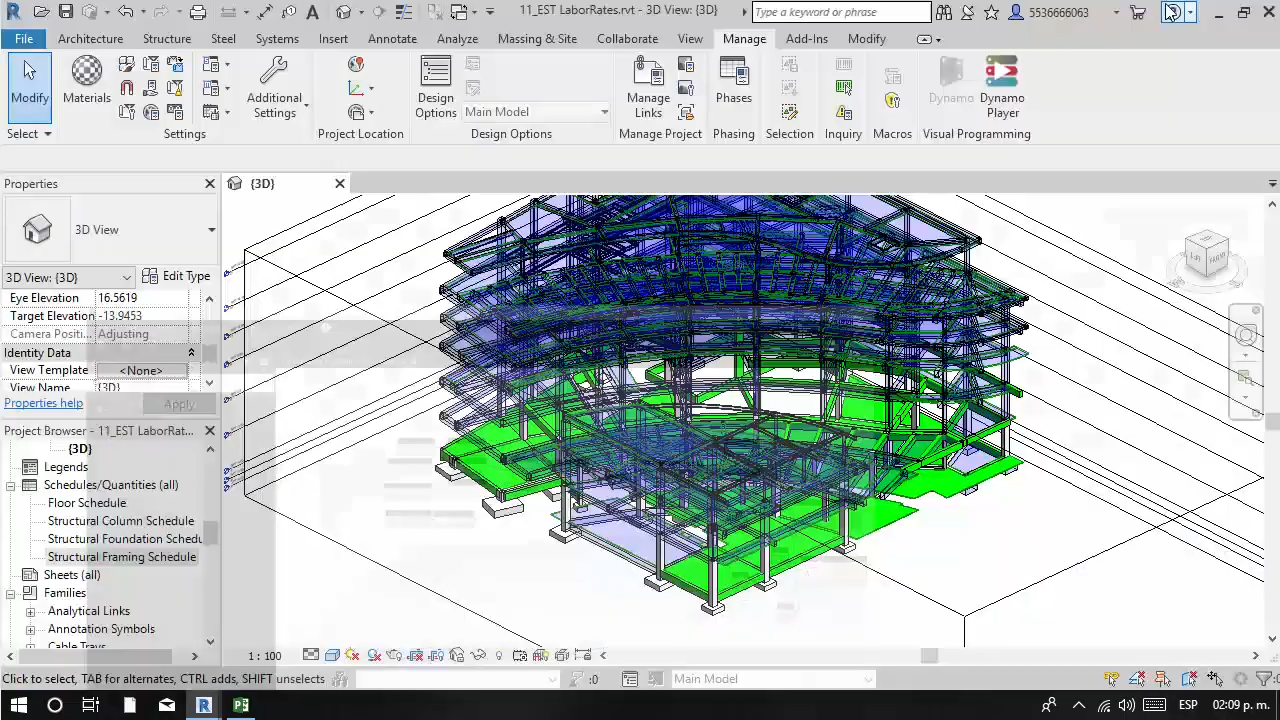 11_EST LaborRates.rvt - 3D View: {3D}
Type a keyword or phrase
5536666063
File
Architecture
Structure
Steel
Systems
Insert
Annotate
Analyze
Massing & Site
Collaborate
View
Manage
Add-Ins
Modify
Modify
Materials
Additional
Settings
Design
Options
Main Model
Manage
Links
Phases
Dynamo
Dynamo
Player
Select
Settings
Project Location
Design Options
Manage Project
Phasing
Selection
Inquiry
Macros
Visual Programming
Properties
{3D}
3D View
3D View: {3D}
Edit Type
Eye Elevation 16.5619
Target Elevation -13.9453
Camera Positi... Adjusting
Identity Data
View Template <None>
View Name {3D}
Properties help
Apply
Project Browser - 11_EST LaborRat...
{3D}
Legends
Schedules/Quantities (all)
Floor Schedule
Structural Column Schedule
Structural Foundation Schedu
Structural Framing Schedule
Sheets (all)
Families
Analytical Links
Annotation Symbols
Cable Trays
1 : 100
Click to select, TAB for alternates, CTRL adds, SHIFT unselects
:0
Main Model
:0
ESP
02:09 p. m.